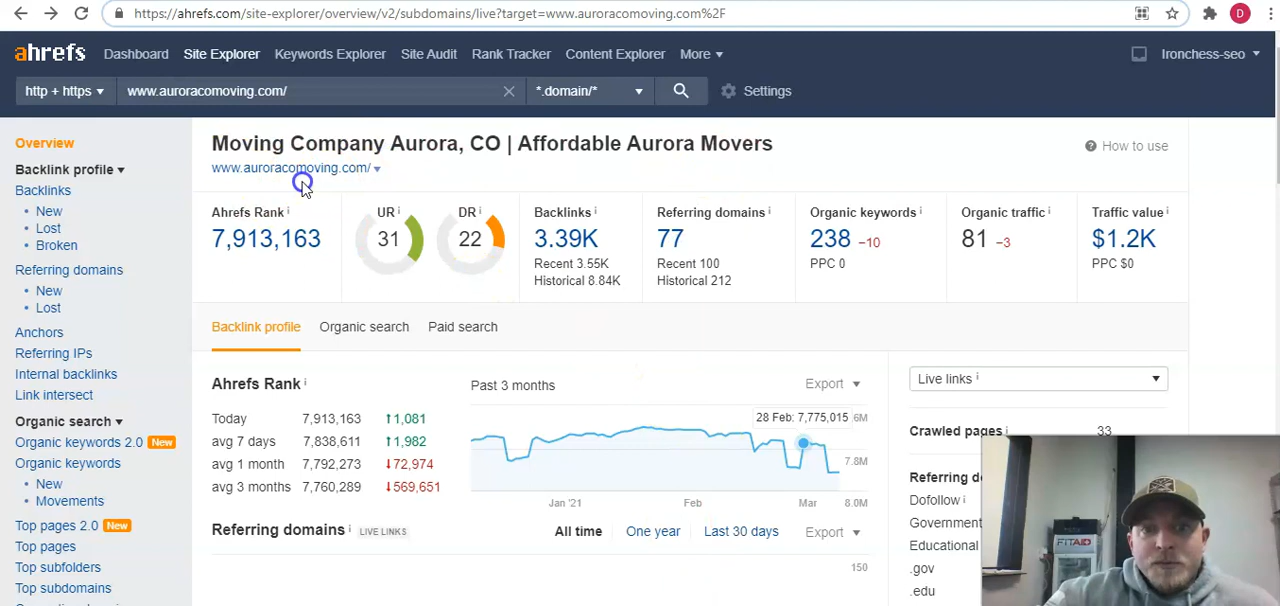 https://ahrefs.com/site-explorer/overview/v2/subdomains/live?target=www.auroracomoving.com%2F
D
ahrefs Dashboard Site Explorer Keywords Explorer Site Audit Rank Tracker Content Explorer More Ironchess-seo
http + https www.auroracomoving.com/ *.domain/* Settings
Overview
Backlink profile
Backlinks
New
Lost
Broken
Referring domains
New
Lost
Anchors
Referring IPs
Internal backlinks
Link intersect
Organic search
Organic keywords 2.0 New
Organic keywords
New
Movements
Top pages 2.0 New
Top pages
Top subfolders
Top subdomains
Moving Company Aurora, CO | Affordable Aurora Movers
How to use
www.auroracomoving.com/
Ahrefs Rank
7,913,163
UR
31
DR
22
Backlinks
3.39K
Recent 3.55K
Historical 8.84K
Referring domains
77
Recent 100
Historical 212
Organic keywords
238 -10
PPC 0
Organic traffic
81 -3
Traffic value
$1.2K
PPC $0
Backlink profile Organic search Paid search
Ahrefs Rank
Today 7,913,163 ↑1,081
avg 7 days 7,838,611 ↑1,982
avg 1 month 7,792,273 ↓72,974
avg 3 months 7,760,289 ↓569,651
Past 3 months Export
28 Feb: 7,775,015 6M
7.8M
8.0M
Jan '21 Feb Mar
Referring domains LIVE LINKS All time One year Last 30 days Export
150
Live links
Crawled pages 33
Referring do
Dofollow
Government
Educational
.gov
.edu
FITAID